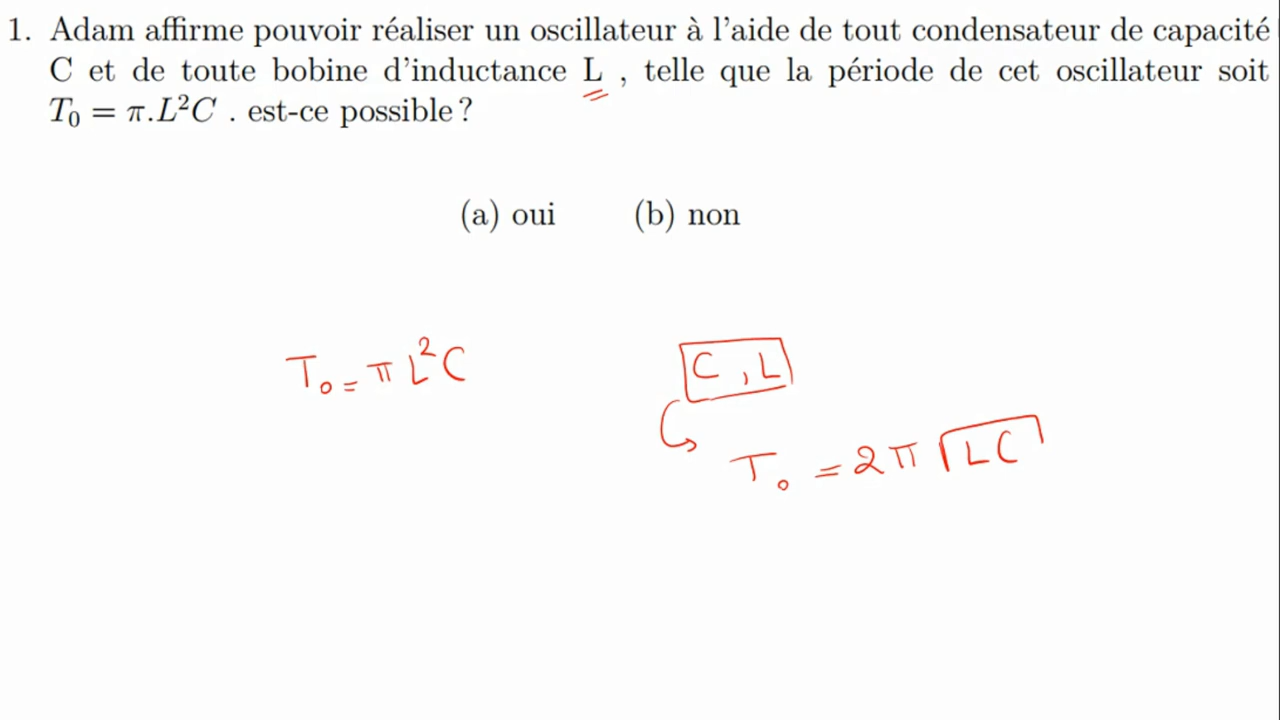 1. Adam affirme pouvoir réaliser un oscillateur à l'aide de tout condensateur de capacité
C et de toute bobine d'inductance L , telle que la période de cet oscillateur soit
T₀ = π.L²C . est-ce possible ?
(a) oui (b) non
T₀ = π L² C
C , L
T₀ = 2π √LC